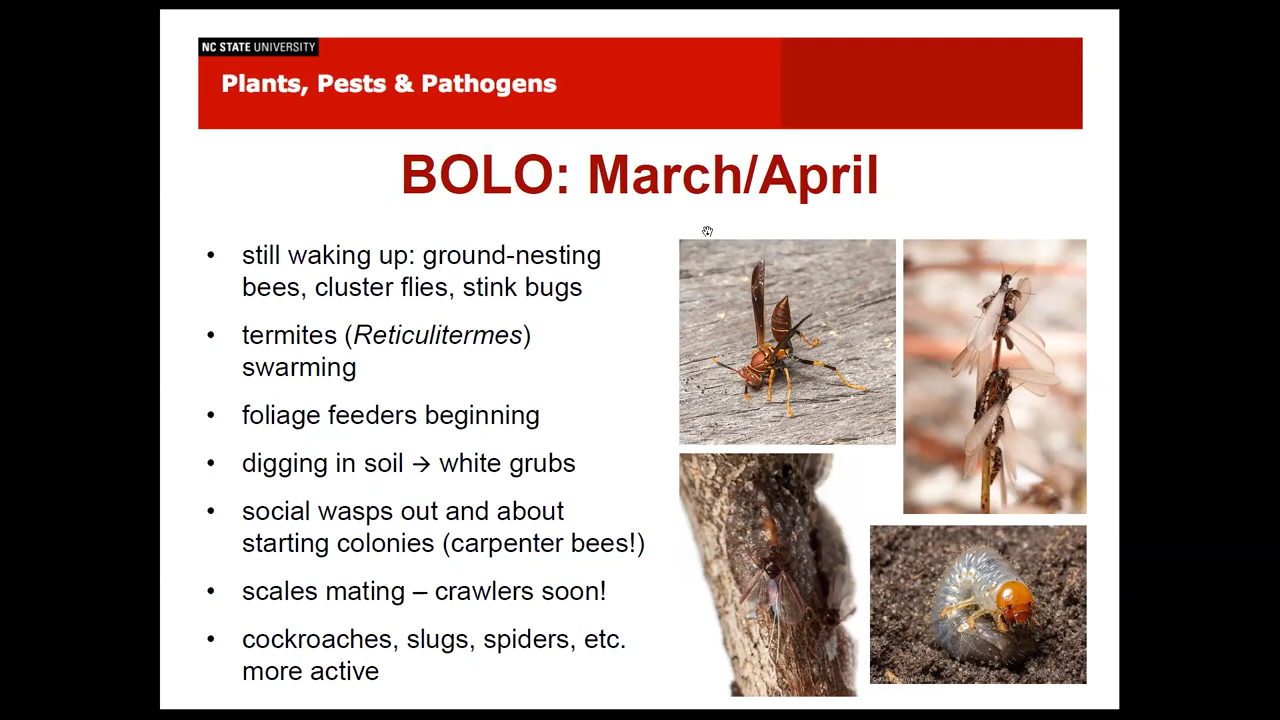 NC STATE UNIVERSITY
Plants, Pests & Pathogens
BOLO: March/April
• still waking up: ground-nesting
bees, cluster flies, stink bugs
• termites (Reticulitermes)
swarming
• foliage feeders beginning
• digging in soil → white grubs
• social wasps out and about
starting colonies (carpenter bees!)
• scales mating – crawlers soon!
• cockroaches, slugs, spiders, etc.
more active